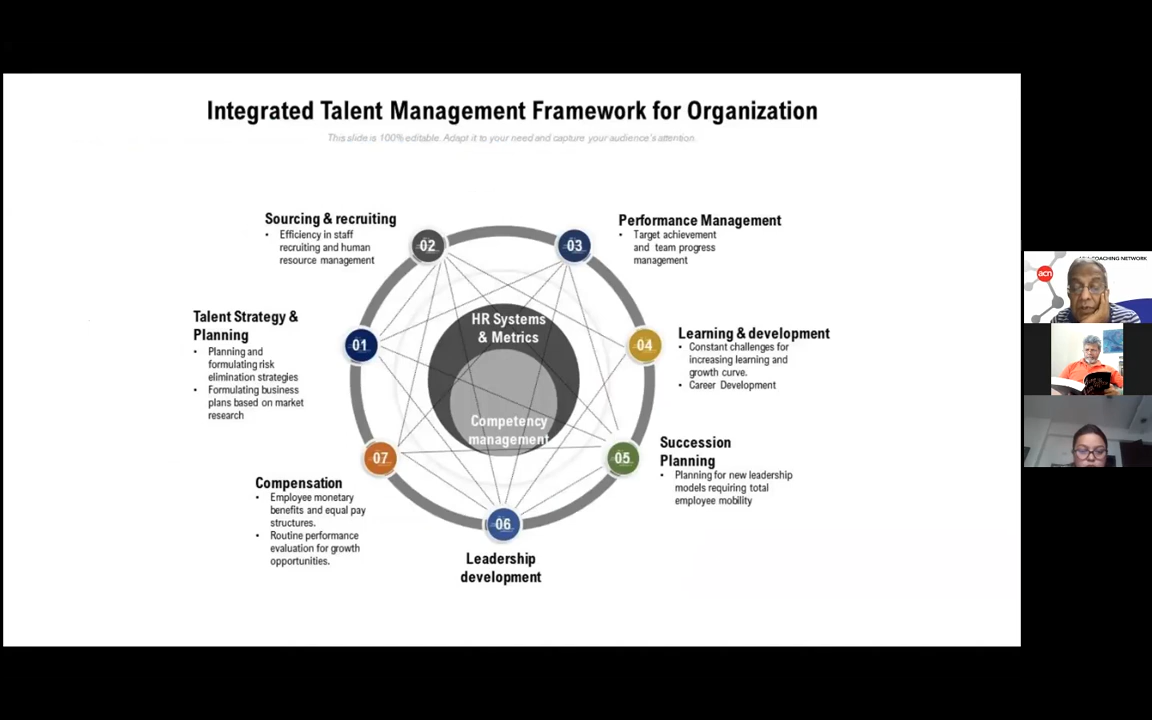 Integrated Talent Management Framework for Organization
This slide is 100% editable. Adapt it to your need and capture your audience's attention.
Sourcing & recruiting
• Efficiency in staff
recruiting and human
resource management
02
03
Performance Management
• Target achievement
and team progress
management
Talent Strategy &
Planning
• Planning and
formulating risk
elimination strategies
• Formulating business
plans based on market
research
01
HR Systems
& Metrics
Competency
management
04
Learning & development
• Constant challenges for
increasing learning and
growth curve.
• Career Development
05
Succession
Planning
• Planning for new leadership
models requiring total
employee mobility
07
Compensation
• Employee monetary
benefits and equal pay
structures.
• Routine performance
evaluation for growth
opportunities.
06
Leadership
development
acn
COACHING NETWORK